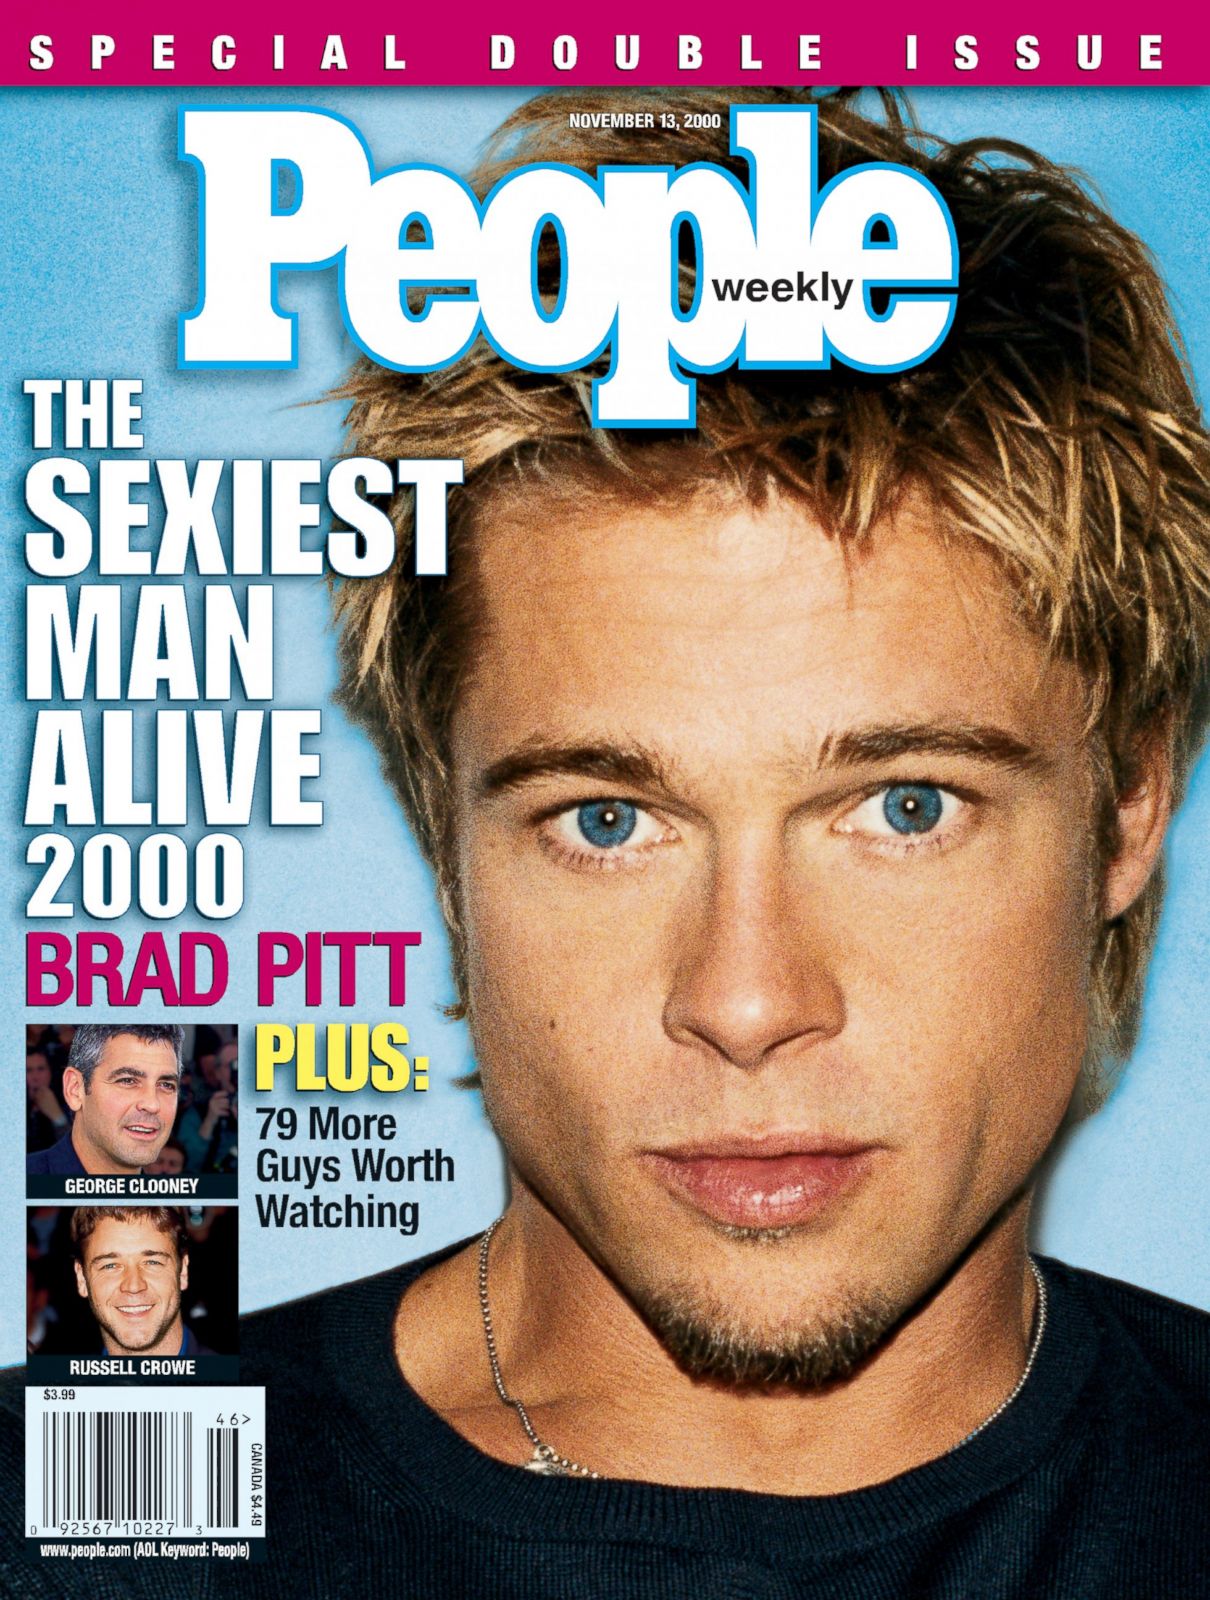 SPECIAL DOUBLE ISSUE
NOVEMBER 13, 2000
People
weekly
THE
SEXIEST
MAN
ALIVE
2000
BRAD PITT
PLUS:
79 More
Guys Worth
Watching
GEORGE CLOONEY
RUSSELL CROWE
$3.99
46>
CANADA $4.49
0 92567 10227 3
www.people.com (AOL Keyword: People)